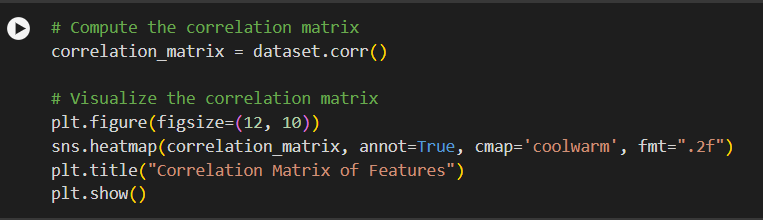 # Compute the correlation matrix
correlation_matrix = dataset.corr()
# Visualize the correlation matrix
plt.figure(figsize=(12, 10))
sns.heatmap(correlation_matrix, annot=True, cmap='coolwarm', fmt=".2f")
plt.title("Correlation Matrix of Features")
plt.show()